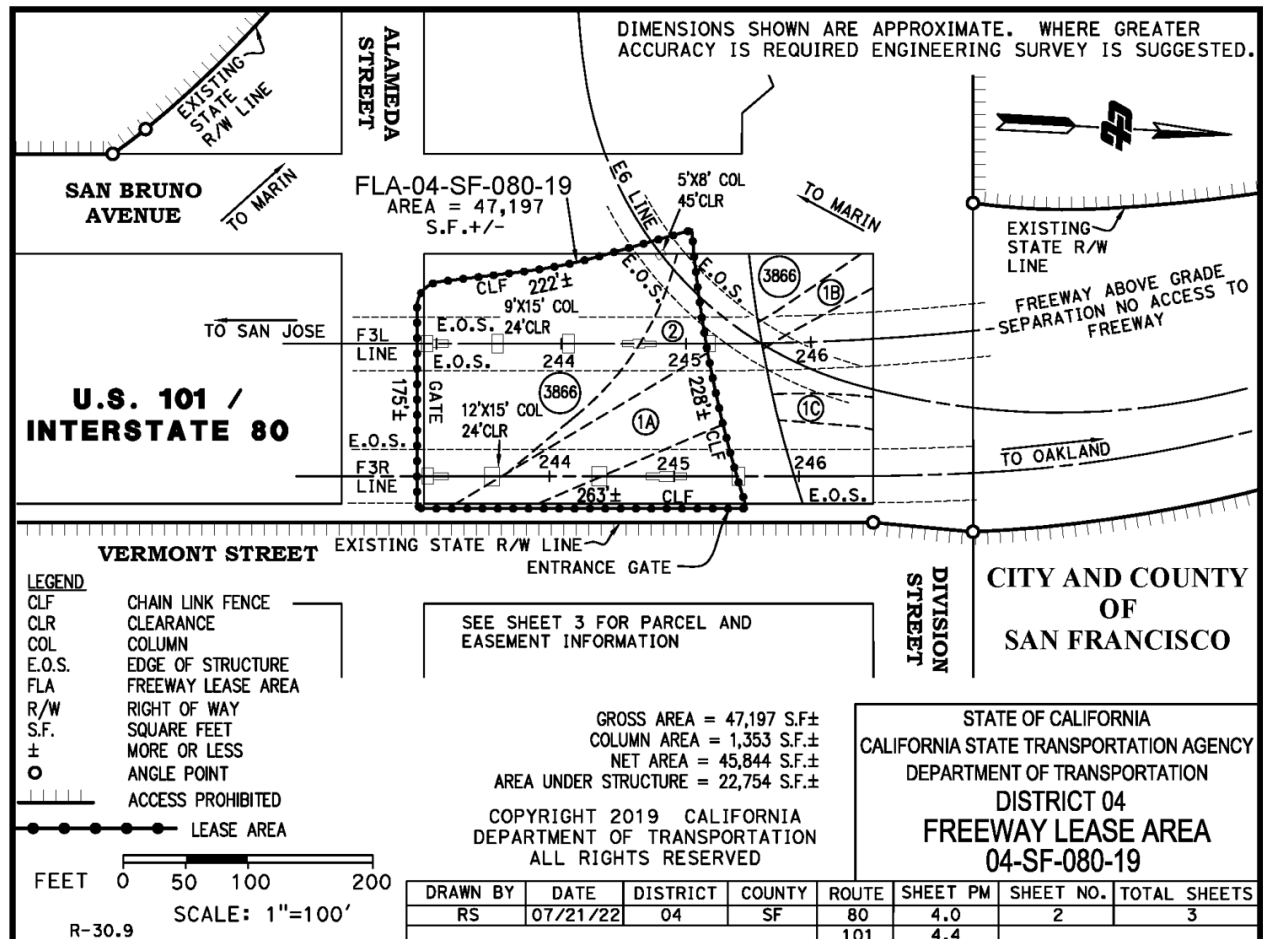 DIMENSIONS SHOWN ARE APPROXIMATE. WHERE GREATER
ACCURACY IS REQUIRED ENGINEERING SURVEY IS SUGGESTED.
ALAMEDA
STREET
EXISTING
STATE
R/W LINE
SAN BRUNO
AVENUE
TO MARIN
FLA-04-SF-080-19
AREA = 47,197
S.F.+/-
E6 LINE
5'X8' COL
45'CLR
TO MARIN
EXISTING
STATE R/W
LINE
FREEWAY ABOVE GRADE
SEPARATION NO ACCESS TO
FREEWAY
CLF 222'±
E.O.S.
E.O.S.
3866
1B
9'X15' COL
24'CLR
TO SAN JOSE
E.O.S.
F3L
LINE
E.O.S.
2
244
245
246
U.S. 101 /
INTERSTATE 80
175'±
GATE
3866
228'± CLF
12'X15' COL
24'CLR
1A
1C
E.O.S.
F3R
LINE
244
245
246
TO OAKLAND
263'±
CLF
E.O.S.
VERMONT STREET
EXISTING STATE R/W LINE
ENTRANCE GATE
DIVISION
STREET
CITY AND COUNTY
OF
SAN FRANCISCO
SEE SHEET 3 FOR PARCEL AND
EASEMENT INFORMATION
LEGEND
CLF CHAIN LINK FENCE
CLR CLEARANCE
COL COLUMN
E.O.S. EDGE OF STRUCTURE
FLA FREEWAY LEASE AREA
R/W RIGHT OF WAY
S.F. SQUARE FEET
± MORE OR LESS
ANGLE POINT
ACCESS PROHIBITED
LEASE AREA
FEET 0 50 100 200
SCALE: 1"=100'
R-30.9
GROSS AREA = 47,197 S.F±
COLUMN AREA = 1,353 S.F.±
NET AREA = 45,844 S.F.±
AREA UNDER STRUCTURE = 22,754 S.F.±
COPYRIGHT 2019 CALIFORNIA
DEPARTMENT OF TRANSPORTATION
ALL RIGHTS RESERVED
STATE OF CALIFORNIA
CALIFORNIA STATE TRANSPORTATION AGENCY
DEPARTMENT OF TRANSPORTATION
DISTRICT 04
FREEWAY LEASE AREA
04-SF-080-19
DRAWN BY DATE DISTRICT COUNTY ROUTE SHEET PM SHEET NO. TOTAL SHEETS
RS 07/21/22 04 SF 80 4.0 2 3
101 4.4